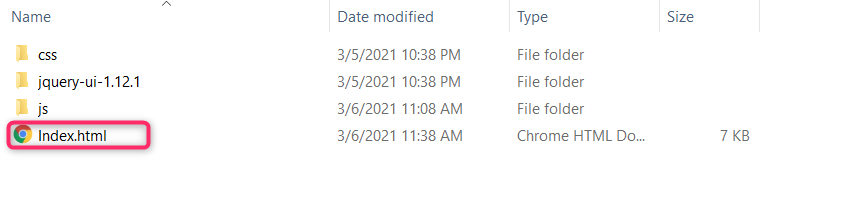 Name Date modified Type Size
css 3/5/2021 10:38 PM File folder
jquery-ui-1.12.1 3/5/2021 10:38 PM File folder
js 3/6/2021 11:08 AM File folder
Index.html 3/6/2021 11:38 AM Chrome HTML Do... 7 KB